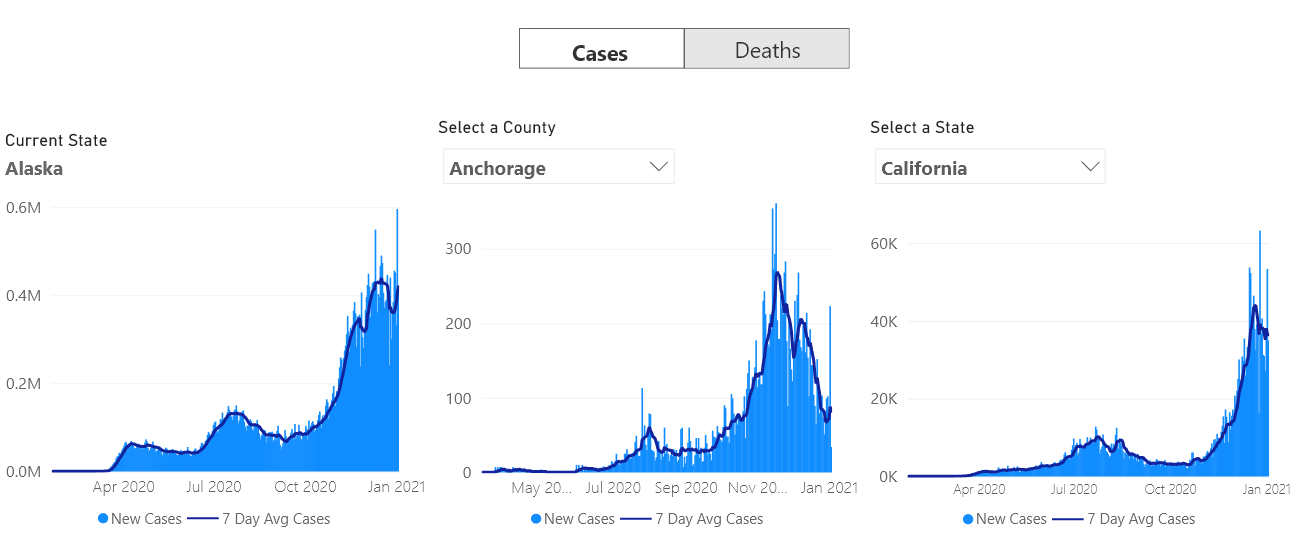 Cases Deaths
Current State
Alaska
0.6M
0.4M
0.2M
0.0M
Apr 2020 Jul 2020 Oct 2020 Jan 2021
New Cases 7 Day Avg Cases
Select a County
Anchorage
300
200
100
0
May 20... Jul 2020 Sep 2020 Nov 20... Jan 2021
New Cases 7 Day Avg Cases
Select a State
California
60K
40K
20K
0K
Apr 2020 Jul 2020 Oct 2020 Jan 2021
New Cases 7 Day Avg Cases